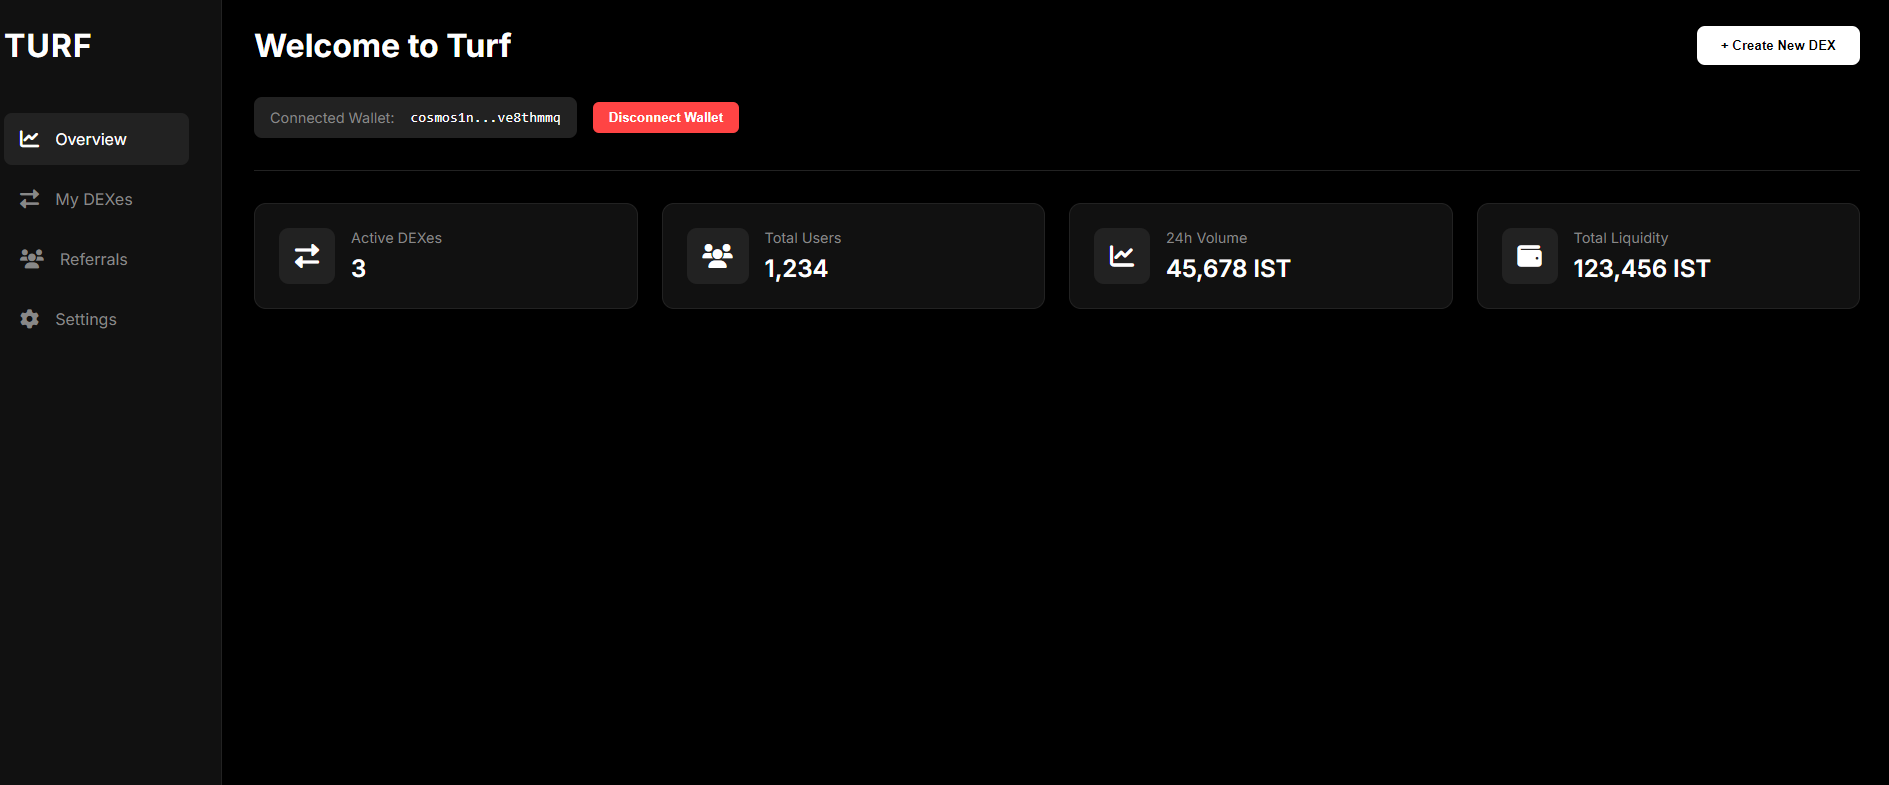 TURF
Overview
My DEXes
Referrals
Settings
Welcome to Turf
+ Create New DEX
Connected Wallet: cosmos1n...ve8thmmq
Disconnect Wallet
Active DEXes
3
Total Users
1,234
24h Volume
45,678 IST
Total Liquidity
123,456 IST